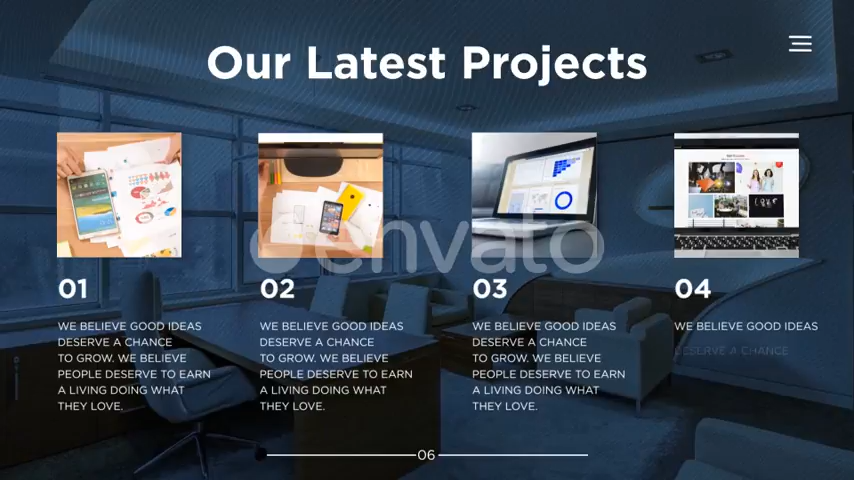 Our Latest Projects
envato
01
WE BELIEVE GOOD IDEAS
DESERVE A CHANCE
TO GROW. WE BELIEVE
PEOPLE DESERVE TO EARN
A LIVING DOING WHAT
THEY LOVE.
02
WE BELIEVE GOOD IDEAS
DESERVE A CHANCE
TO GROW. WE BELIEVE
PEOPLE DESERVE TO EARN
A LIVING DOING WHAT
THEY LOVE.
03
WE BELIEVE GOOD IDEAS
DESERVE A CHANCE
TO GROW. WE BELIEVE
PEOPLE DESERVE TO EARN
A LIVING DOING WHAT
THEY LOVE.
04
WE BELIEVE GOOD IDEAS
DESERVE A CHANCE
06